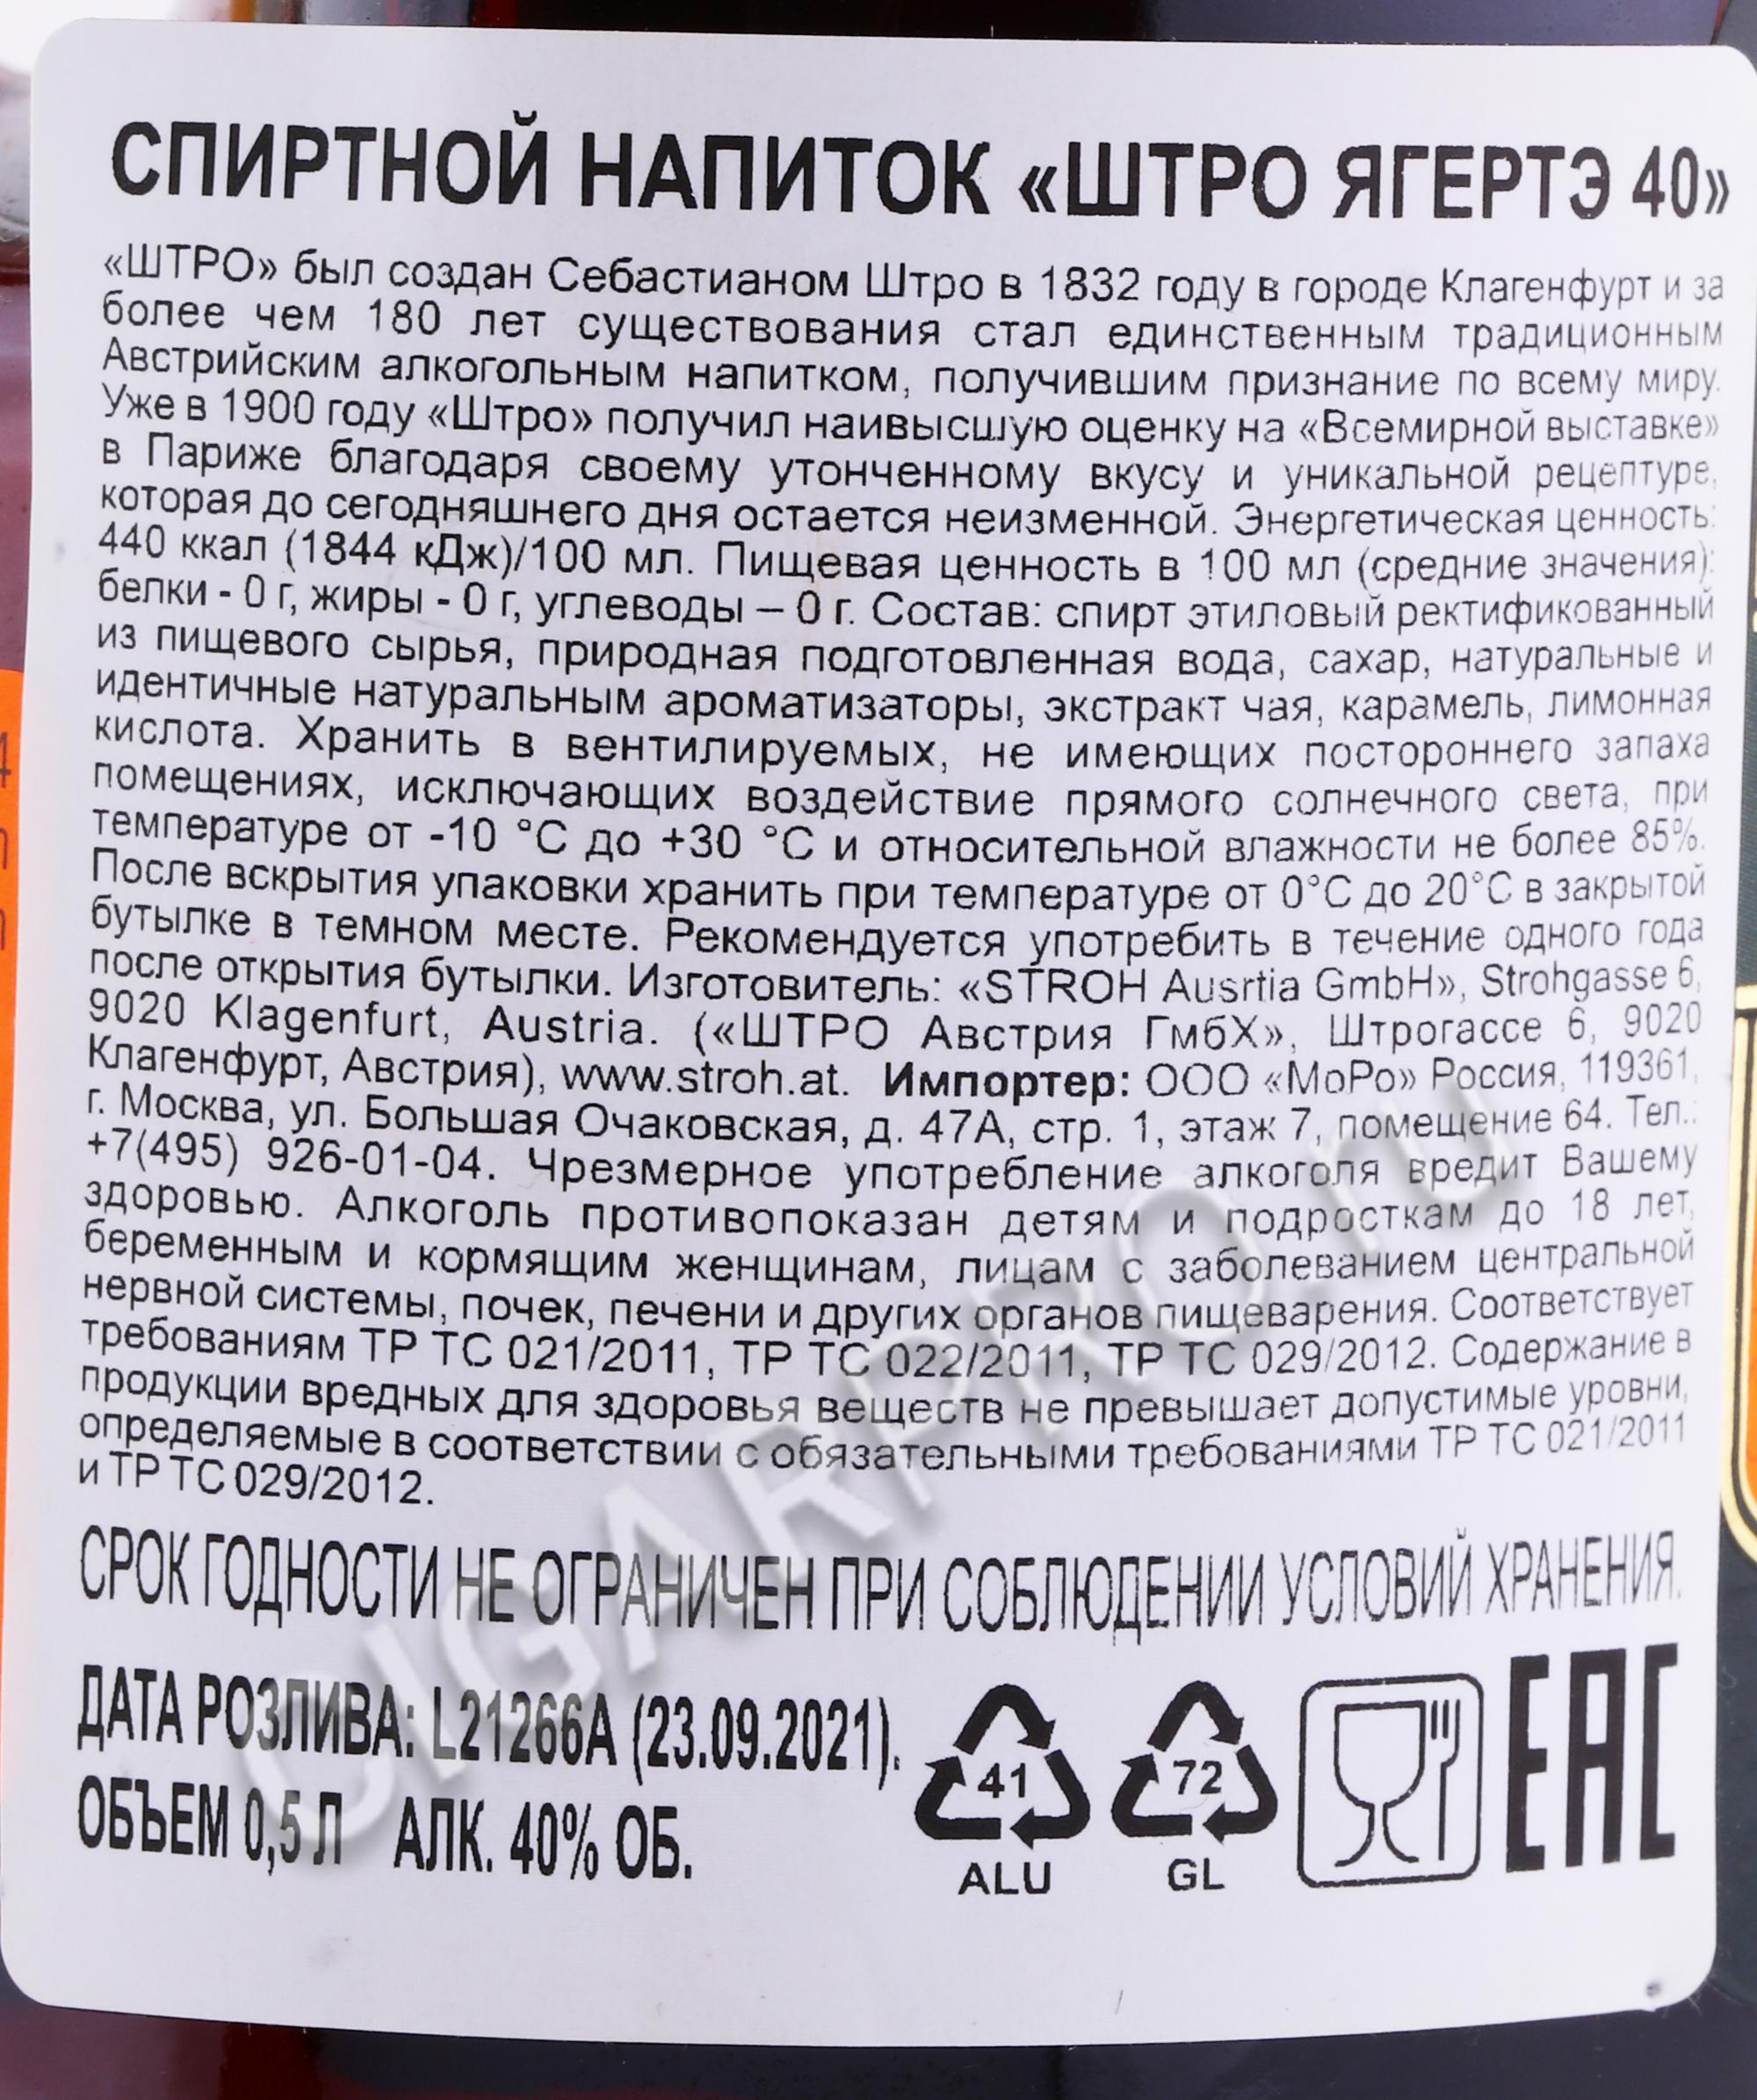 СПИРТНОЙ НАПИТОК «ШТРО ЯГЕРТЭ 40»
«ШТРО» был создан Себастианом Штро в 1832 году в городе Клагенфурт и за
более чем 180 лет существования стал единственным традиционным
Австрийским алкогольным напитком, получившим признание по всему миру.
Уже в 1900 году «Штро» получил наивысшую оценку на «Всемирной выставке»
в Париже благодаря своему утонченному вкусу и уникальной рецептуре,
которая до сегодняшнего дня остается неизменной. Энергетическая ценность:
440 ккал (1844 кДж)/100 мл. Пищевая ценность в 100 мл (средние значения):
белки - 0 г, жиры - 0 г, углеводы – 0 г. Состав: спирт этиловый ректификованный
из пищевого сырья, природная подготовленная вода, сахар, натуральные и
идентичные натуральным ароматизаторы, экстракт чая, карамель, лимонная
кислота. Хранить в вентилируемых, не имеющих постороннего запаха
помещениях, исключающих воздействие прямого солнечного света, при
температуре от -10 °С до +30 °С и относительной влажности не более 85%.
После вскрытия упаковки хранить при температуре от 0°С до 20°С в закрытой
бутылке в темном месте. Рекомендуется употребить в течение одного года
после открытия бутылки. Изготовитель: «STROH Ausrtia GmbH», Strohgasse 6,
9020 Klagenfurt, Austria. («ШТРО Австрия ГмбХ», Штрогассе 6, 9020
Клагенфурт, Австрия), www.stroh.at. Импортер: ООО «МоРо» Россия, 119361,
г. Москва, ул. Большая Очаковская, д. 47А, стр. 1, этаж 7, помещение 64. Тел.:
+7(495) 926-01-04. Чрезмерное употребление алкоголя вредит Вашему
здоровью. Алкоголь противопоказан детям и подросткам до 18 лет,
беременным и кормящим женщинам, лицам с заболеванием центральной
нервной системы, почек, печени и других органов пищеварения. Соответствует
требованиям ТР ТС 021/2011, ТР ТС 022/2011, ТР ТС 029/2012. Содержание в
продукции вредных для здоровья веществ не превышает допустимые уровни,
определяемые в соответствии с обязательными требованиями ТР ТС 021/2011
и ТР ТС 029/2012.
СРОК ГОДНОСТИ НЕ ОГРАНИЧЕН ПРИ СОБЛЮДЕНИИ УСЛОВИЙ ХРАНЕНИЯ.
ДАТА РОЗЛИВА: L21266A (23.09.2021).
ОБЪЕМ 0,5 Л АЛК. 40% ОБ.
41
ALU
72
GL
EAC
CIGARPRO.ru